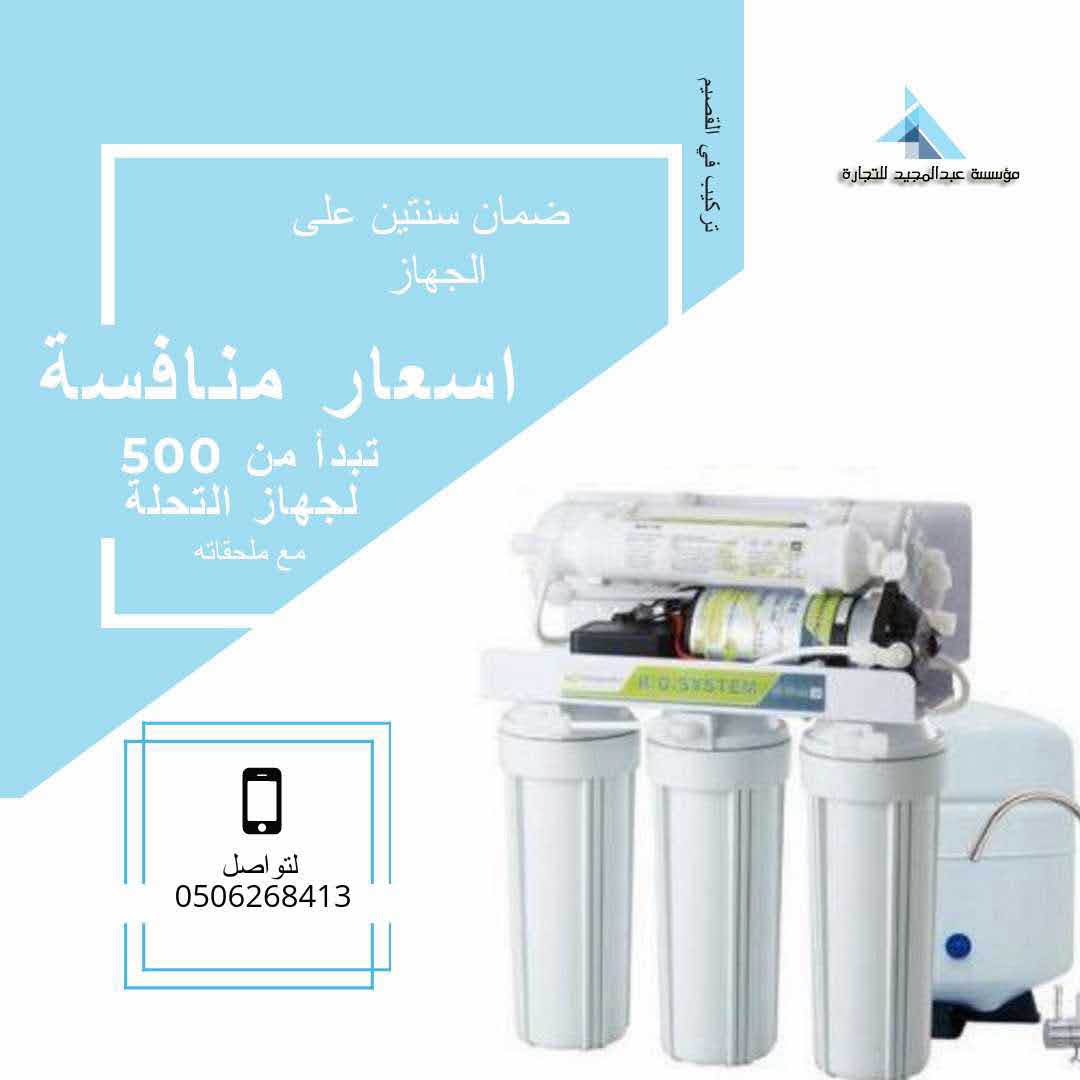 مؤسسة عبدالمجيد للتجارة
تركيب في القصيم
ضمان سنتين على
الجهاز
اسعار منافسة
تبدأ من 500
لجهاز التحلة
مع ملحقاته
R.O.SYSTEM
لتواصل
0506268413